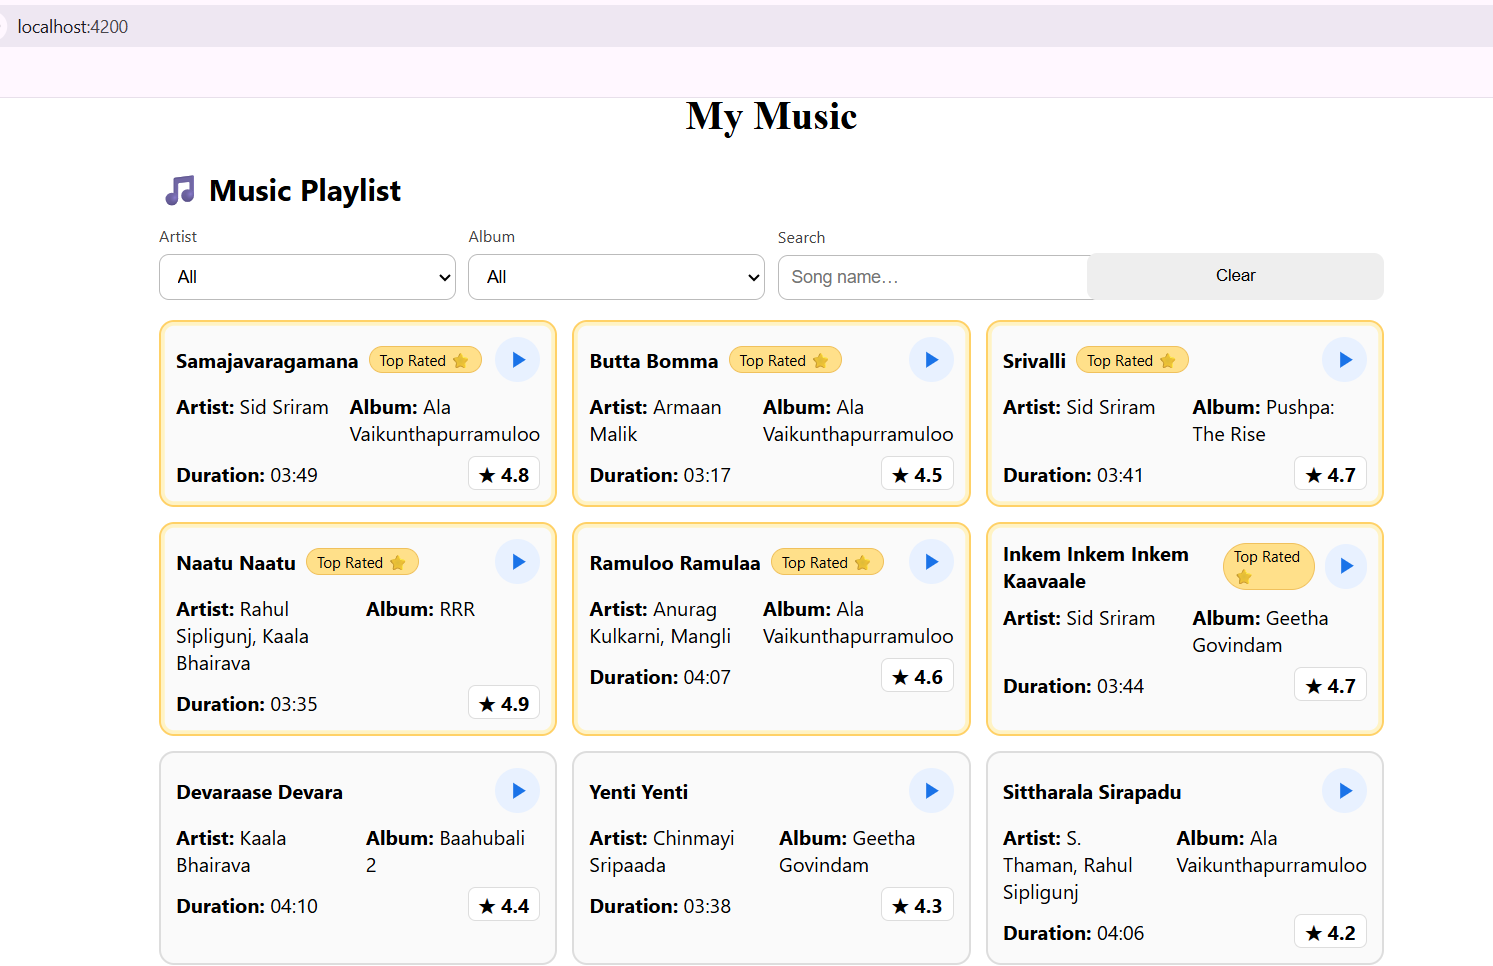 localhost:4200
My Music
Music Playlist
Artist
Album
Search
All
All
Song name...
Clear
Samajavaragamana Top Rated
Artist: Sid Sriram
Album: Ala
Vaikunthapurramuloo
Duration: 03:49
★ 4.8
Butta Bomma Top Rated
Artist: Armaan
Malik
Album: Ala
Vaikunthapurramuloo
Duration: 03:17
★ 4.5
Srivalli Top Rated
Artist: Sid Sriram
Album: Pushpa:
The Rise
Duration: 03:41
★ 4.7
Naatu Naatu Top Rated
Artist: Rahul
Sipligunj, Kaala
Bhairava
Album: RRR
Duration: 03:35
★ 4.9
Ramuloo Ramulaa Top Rated
Artist: Anurag
Kulkarni, Mangli
Album: Ala
Vaikunthapurramuloo
Duration: 04:07
★ 4.6
Inkem Inkem Inkem
Kaavaale
Top Rated
Artist: Sid Sriram
Album: Geetha
Govindam
Duration: 03:44
★ 4.7
Devaraase Devara
Artist: Kaala
Bhairava
Album: Baahubali
2
Duration: 04:10
★ 4.4
Yenti Yenti
Artist: Chinmayi
Sripaada
Album: Geetha
Govindam
Duration: 03:38
★ 4.3
Sittharala Sirapadu
Artist: S.
Thaman, Rahul
Sipligunj
Album: Ala
Vaikunthapurramuloo
Duration: 04:06
★ 4.2